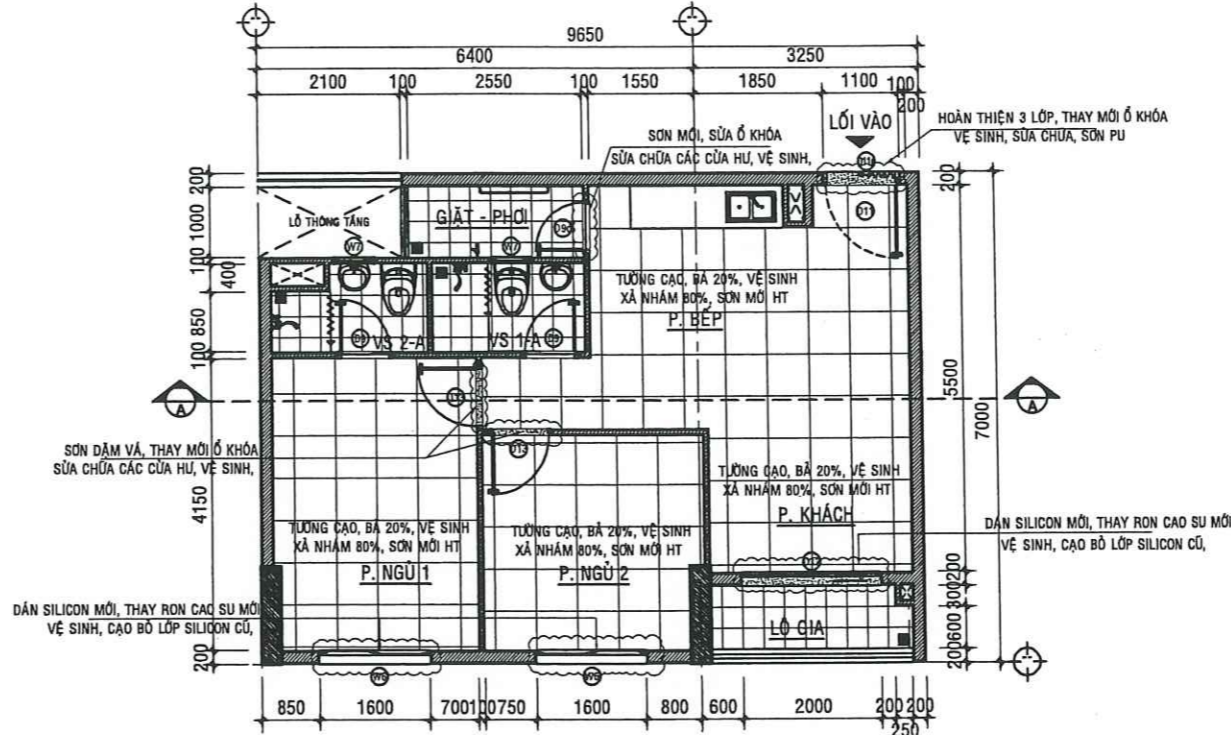 9650
6400 3250
2100 100 2550 100 1550 1850 1100 100
200
LỐI VÀO
HOÀN THIỆN 3 LỚP, THAY MỚI Ổ KHÓA
VỆ SINH, SỬA CHỮA, SƠN PU
SƠN MỚI, SỬA Ổ KHÓA
SỬA CHỮA CÁC CỬA HƯ, VỆ SINH,
200
1000
100
400
850
100
4150
200
LỖ THÔNG TẦNG
GIẶT - PHƠI
W7
W7
D11
TƯỜNG CẠO, BẢ 20%, VỆ SINH
XẢ NHÁM 80%, SƠN MỚI HT
P. BẾP
VS 2-A
VS 1-A
D9
D9
A
A
200
5500
7000
SƠN DẶM VÁ, THAY MỚI Ổ KHÓA
SỬA CHỮA CÁC CỬA HƯ, VỆ SINH,
D13
TƯỜNG CẠO, BẢ 20%, VỆ SINH
XẢ NHÁM 80%, SƠN MỚI HT
P. KHÁCH
TƯỜNG CẠO, BẢ 20%, VỆ SINH
XẢ NHÁM 80%, SƠN MỚI HT
P. NGỦ 1
TƯỜNG CẠO, BẢ 20%, VỆ SINH
XẢ NHÁM 80%, SƠN MỚI HT
P. NGỦ 2
DÁN SILICON MỚI, THAY RON CAO SU MỚI
VỆ SINH, CẠO BỎ LỚP SILICON CŨ,
DÁN SILICON MỚI, THAY RON CAO SU MỚI
VỆ SINH, CẠO BỎ LỚP SILICON CŨ,
LÔ GIA
200
300
600
200
850 1600 700 100 750 1600 800 600 2000 200 200
250